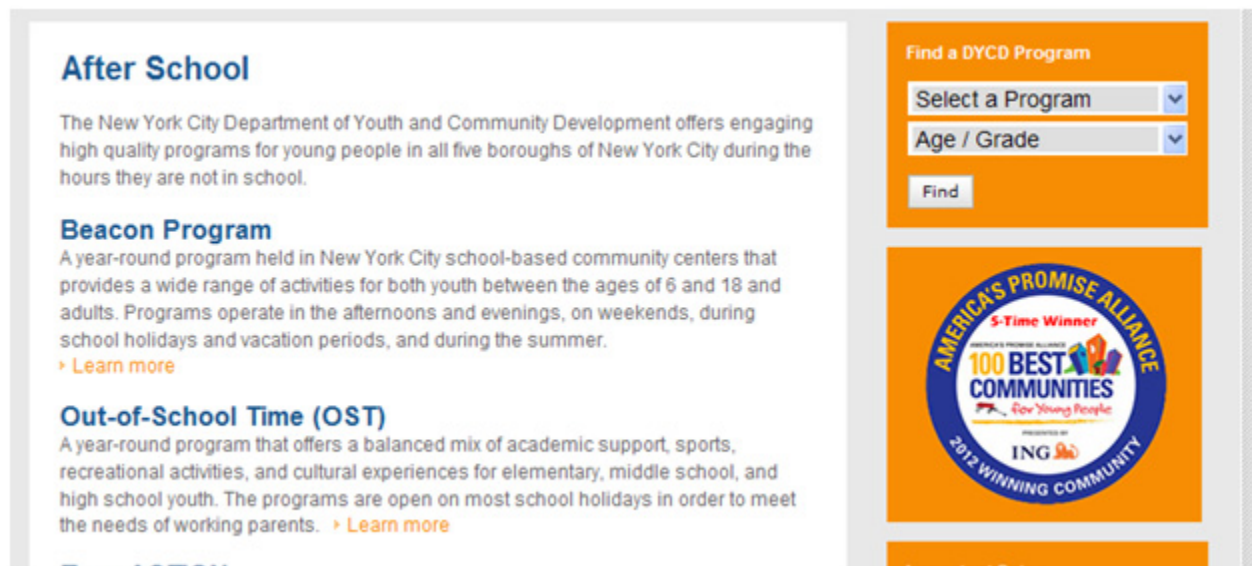 After School
The New York City Department of Youth and Community Development offers engaging
high quality programs for young people in all five boroughs of New York City during the
hours they are not in school.
Beacon Program
A year-round program held in New York City school-based community centers that
provides a wide range of activities for both youth between the ages of 6 and 18 and
adults. Programs operate in the afternoons and evenings, on weekends, during
school holidays and vacation periods, and during the summer.
Learn more
Out-of-School Time (OST)
A year-round program that offers a balanced mix of academic support, sports,
recreational activities, and cultural experiences for elementary, middle school, and
high school youth. The programs are open on most school holidays in order to meet
the needs of working parents. Learn more
Find a DYCD Program
Select a Program
Age / Grade
Find
AMERICA'S PROMISE ALLIANCE
5-Time Winner
AMERICA'S PROMISE ALLIANCE
100 BEST
COMMUNITIES
for Young People
PRESENTED BY
ING
2012 WINNING COMMUNITY